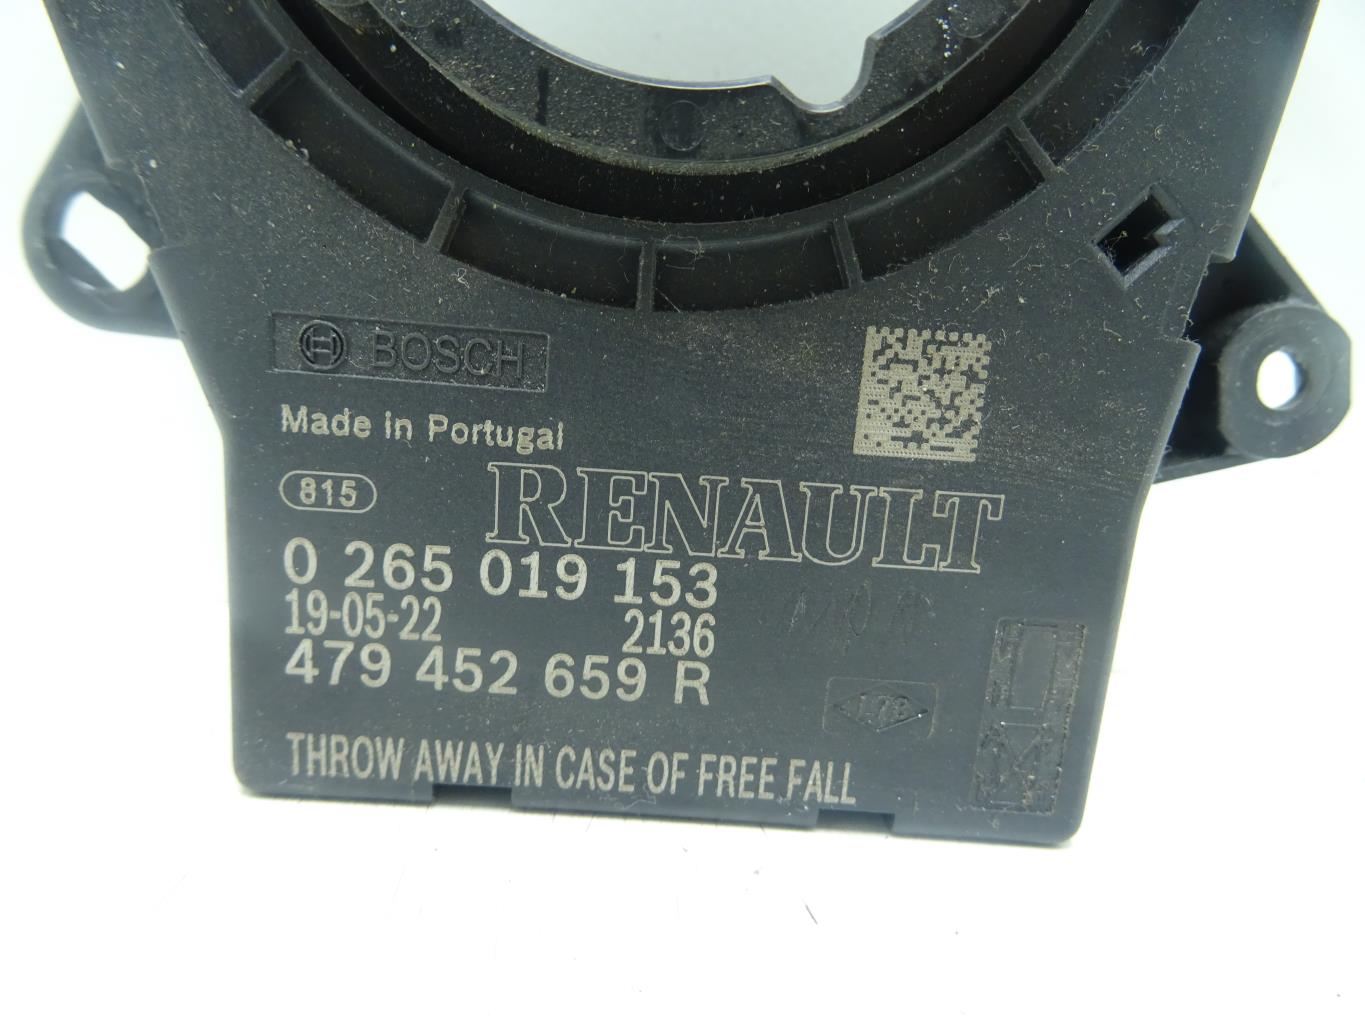 BOSCH
Made in Portugal
815
RENAULT
0 265 019 153
19-05-22 2136
479 452 659 R
THROW AWAY IN CASE OF FREE FALL